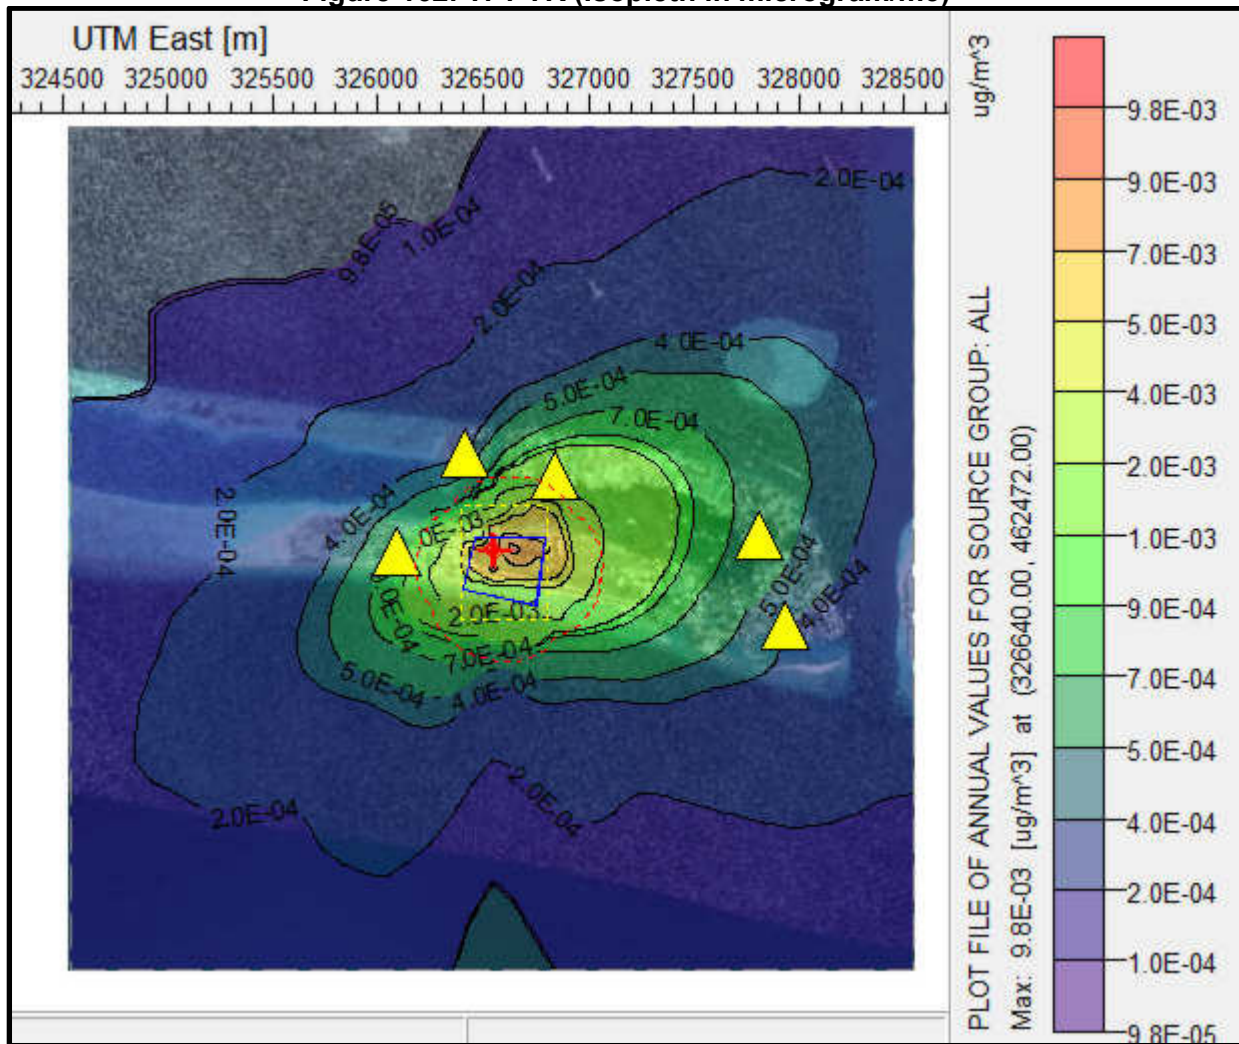 UTM East [m]
324500 325000 325500 326000 326500 327000 327500 328000 328500
ug/m^3
PLOT FILE OF ANNUAL VALUES FOR SOURCE GROUP: ALL
Max: 9.8E-03 [ug/m^3] at (326640.00, 462472.00)
9.8E-03
9.0E-03
7.0E-03
5.0E-03
4.0E-03
2.0E-03
1.0E-03
9.0E-04
7.0E-04
5.0E-04
4.0E-04
2.0E-04
1.0E-04
9.8E-05
2.0E-04
9.8E-05
1.0E-04
2.0E-04
4.0E-04
5.0E-04
7.0E-04
2.0E-04
4.0E-04
.0E-03
5.0E-04
4.0E-04
.0E-04
2.0E-03
7.0E-04
5.0E-04
4.0E-04
2.0E-04
2.0E-04